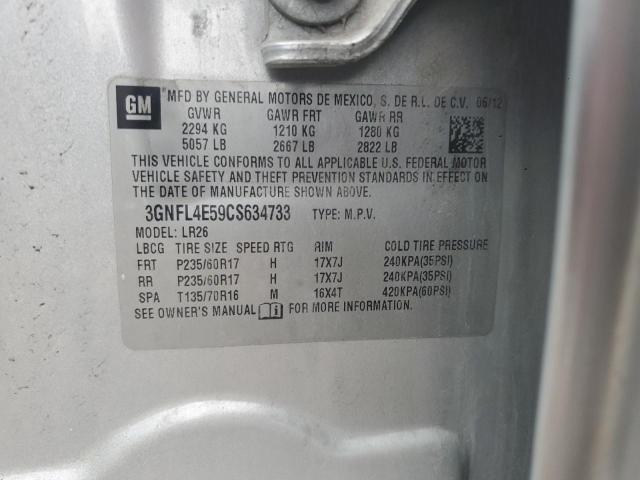 GM *MFD BY GENERAL MOTORS DE MEXICO, S. DE R.L. DE C.V. 06/12
GVWR GAWR FRT GAWR RR
2294 KG 1210 KG 1280 KG
5057 LB 2667 LB 2822 LB
THIS VEHICLE CONFORMS TO ALL APPLICABLE U.S. FEDERAL MOTOR
VEHICLE SAFETY AND THEFT PREVENTION STANDARDS IN EFFECT ON THE
DATE OF MANUFACTURE SHOWN ABOVE.
3GNFL4E59CS634733 TYPE: M.P.V.
MODEL: LR26
LBCG TIRE SIZE SPEED RTG RIM COLD TIRE PRESSURE
FRT P235/60R17 H 17X7J 240KPA(35PSI)
RR P235/60R17 H 17X7J 240KPA(35PSI)
SPA T135/70R16 M 16X4T 420KPA(60PSI)
SEE OWNER'S MANUAL FOR MORE INFORMATION.